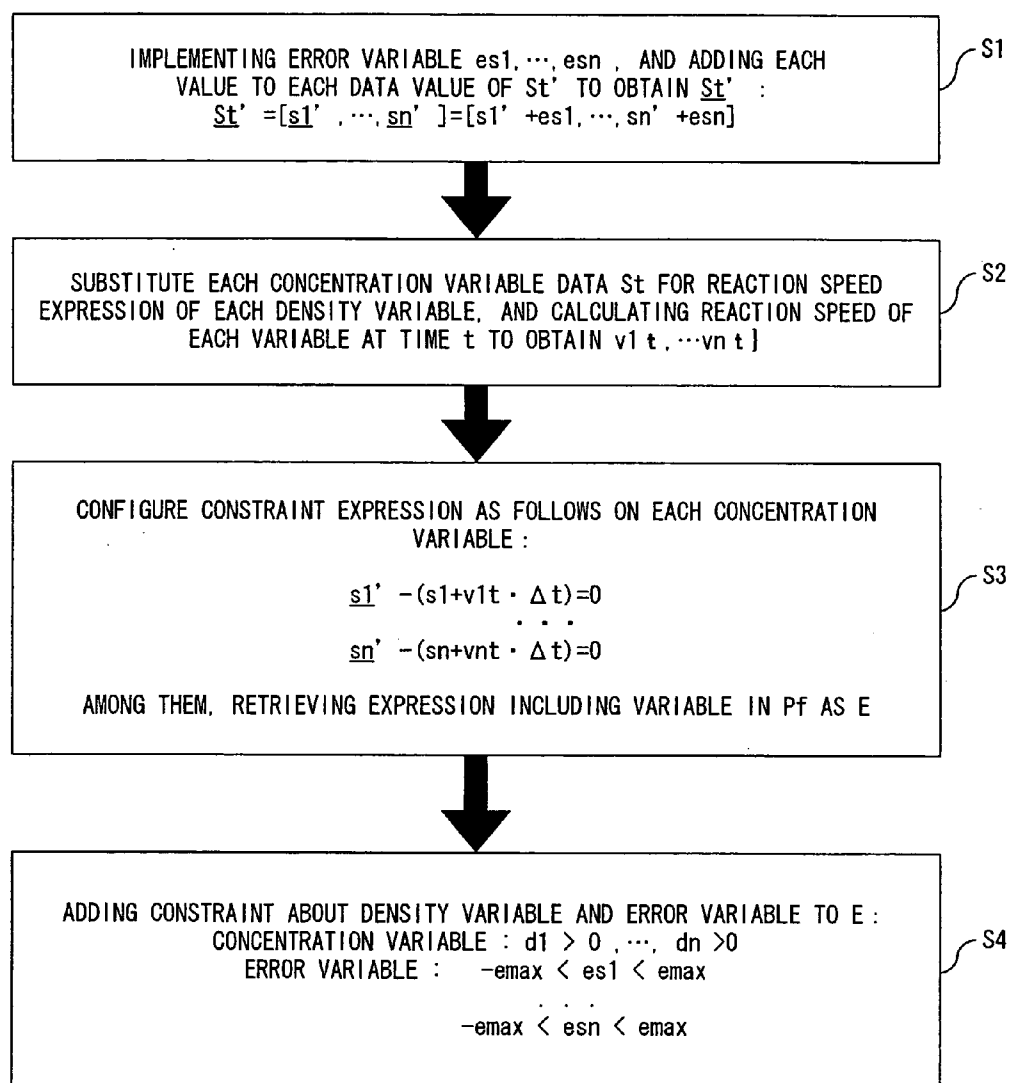 IMPLEMENTING ERROR VARIABLE es1,⋯,esn , AND ADDING EACH
VALUE TO EACH DATA VALUE OF St' TO OBTAIN St' :
St' =[s1' ,⋯, sn' ]=[s1' +es1,⋯, sn' +esn]
S1
SUBSTITUTE EACH CONCENTRATION VARIABLE DATA St FOR REACTION SPEED
EXPRESSION OF EACH DENSITY VARIABLE, AND CALCULATING REACTION SPEED OF
EACH VARIABLE AT TIME t TO OBTAIN v1 t ,⋯vn t ]
S2
CONFIGURE CONSTRAINT EXPRESSION AS FOLLOWS ON EACH CONCENTRATION
VARIABLE :
s1' -(s1+v1t · Δt)=0
· · ·
sn' -(sn+vnt · Δt)=0
AMONG THEM, RETRIEVING EXPRESSION INCLUDING VARIABLE IN Pf AS E
S3
ADDING CONSTRAINT ABOUT DENSITY VARIABLE AND ERROR VARIABLE TO E :
CONCENTRATION VARIABLE : d1 > 0 ,⋯, dn >0
ERROR VARIABLE : -emax < es1 < emax
. . .
-emax < esn < emax
S4